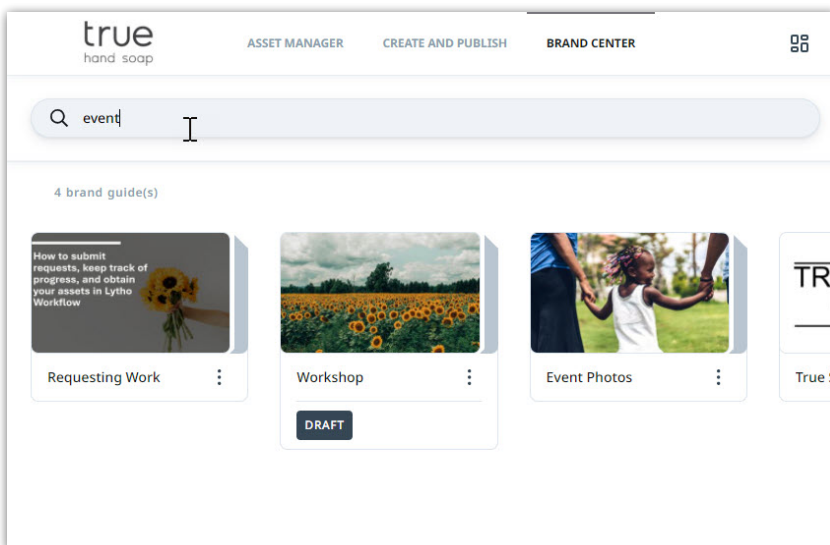 true
hand soap
ASSET MANAGER
CREATE AND PUBLISH
BRAND CENTER
event
4 brand guide(s)
How to submit
requests, keep track of
progress, and obtain
your assets in Lytho
Workflow
TR
Requesting Work
Workshop
Event Photos
True
DRAFT